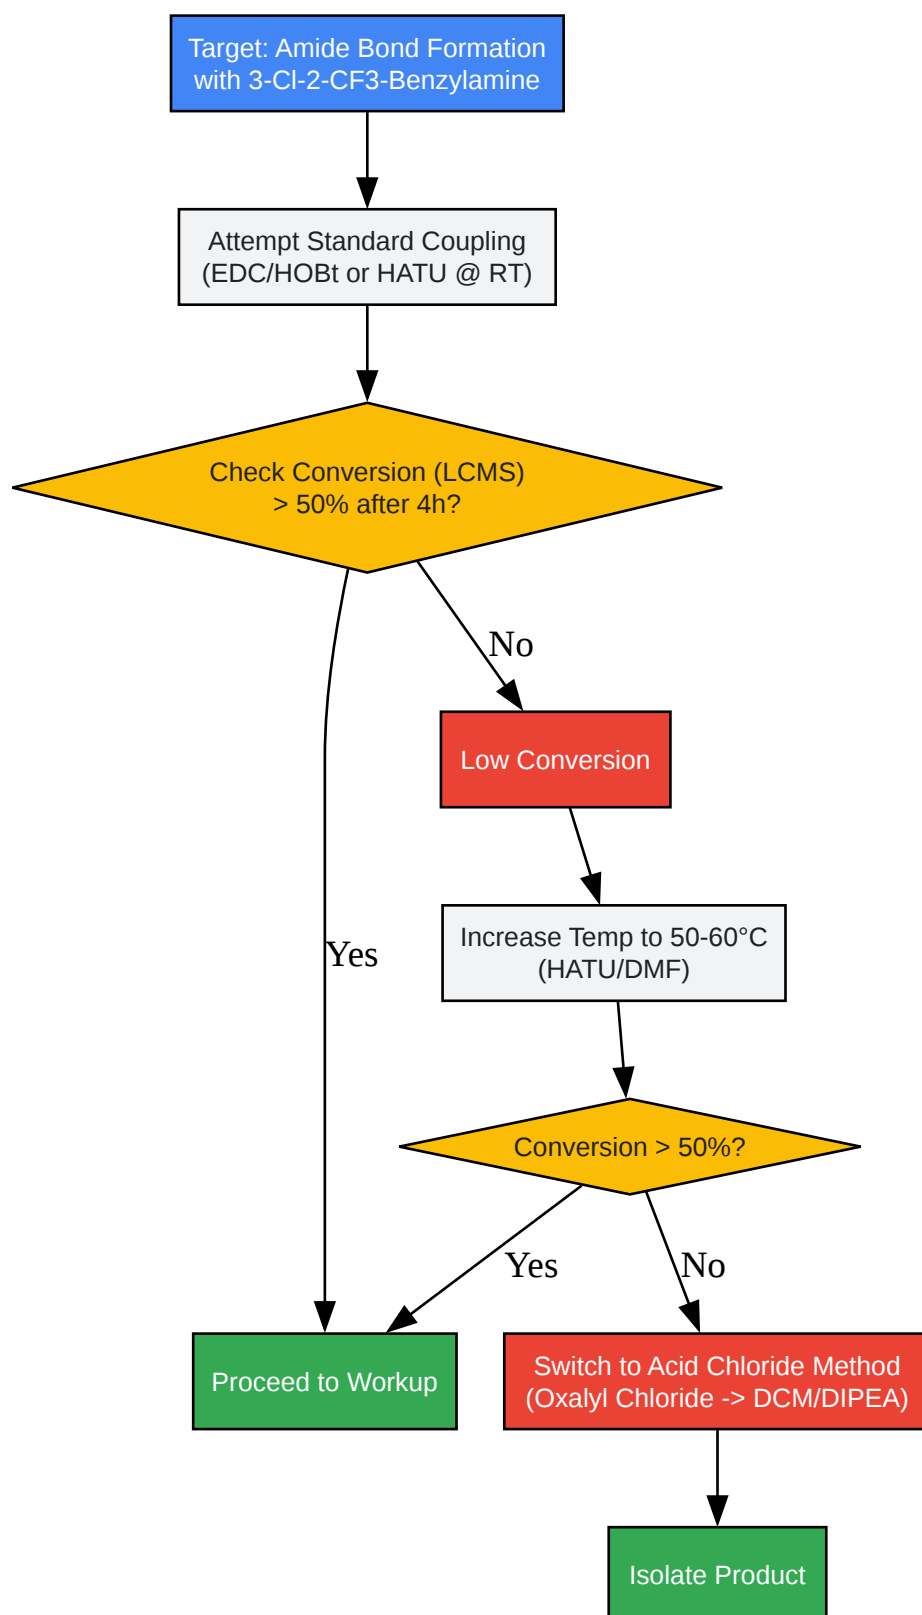 Target: Amide Bond Formation
with 3-Cl-2-CF3-Benzylamine
Attempt Standard Coupling
(EDC/HOBt or HATU @ RT)
Check Conversion (LCMS)
> 50% after 4h?
No
Low Conversion
Increase Temp to 50-60°C
(HATU/DMF)
Yes
Conversion > 50%?
Yes
No
Proceed to Workup
Switch to Acid Chloride Method
(Oxalyl Chloride -> DCM/DIPEA)
Isolate Product